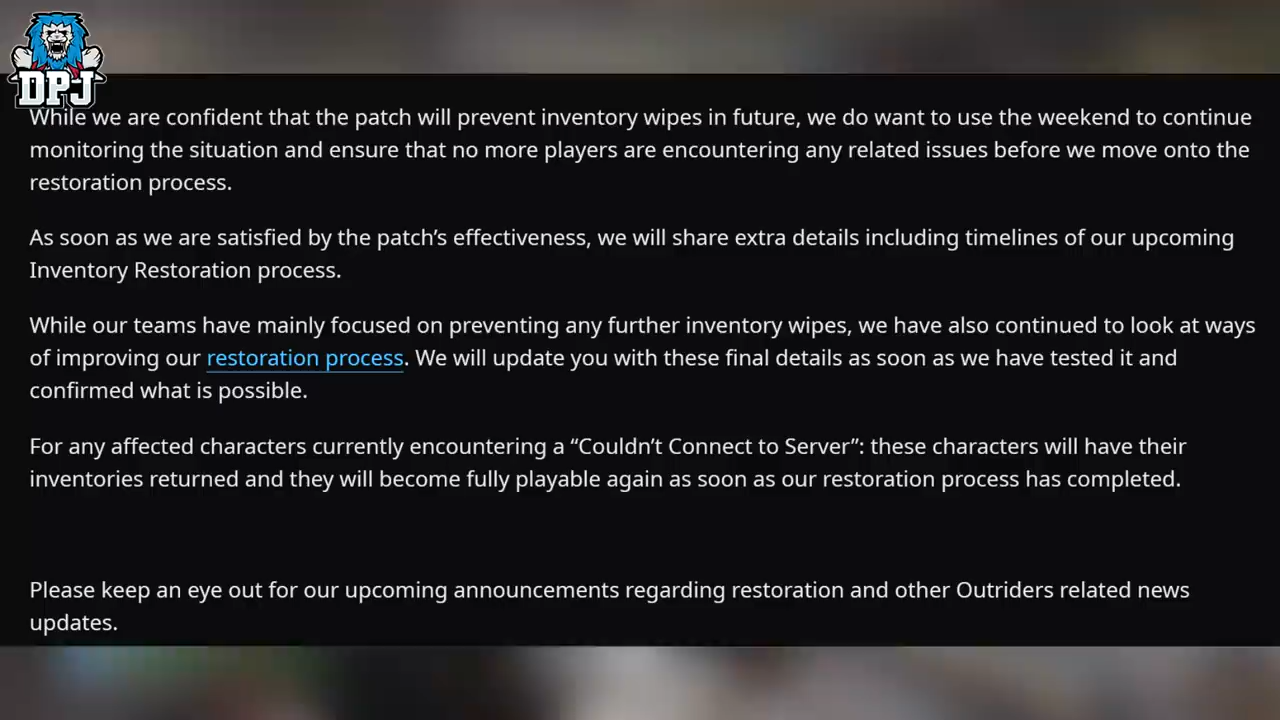 DPJ
While we are confident that the patch will prevent inventory wipes in future, we do want to use the weekend to continue
monitoring the situation and ensure that no more players are encountering any related issues before we move onto the
restoration process.
As soon as we are satisfied by the patch’s effectiveness, we will share extra details including timelines of our upcoming
Inventory Restoration process.
While our teams have mainly focused on preventing any further inventory wipes, we have also continued to look at ways
of improving our restoration process. We will update you with these final details as soon as we have tested it and
confirmed what is possible.
For any affected characters currently encountering a “Couldn’t Connect to Server”: these characters will have their
inventories returned and they will become fully playable again as soon as our restoration process has completed.
Please keep an eye out for our upcoming announcements regarding restoration and other Outriders related news
updates.